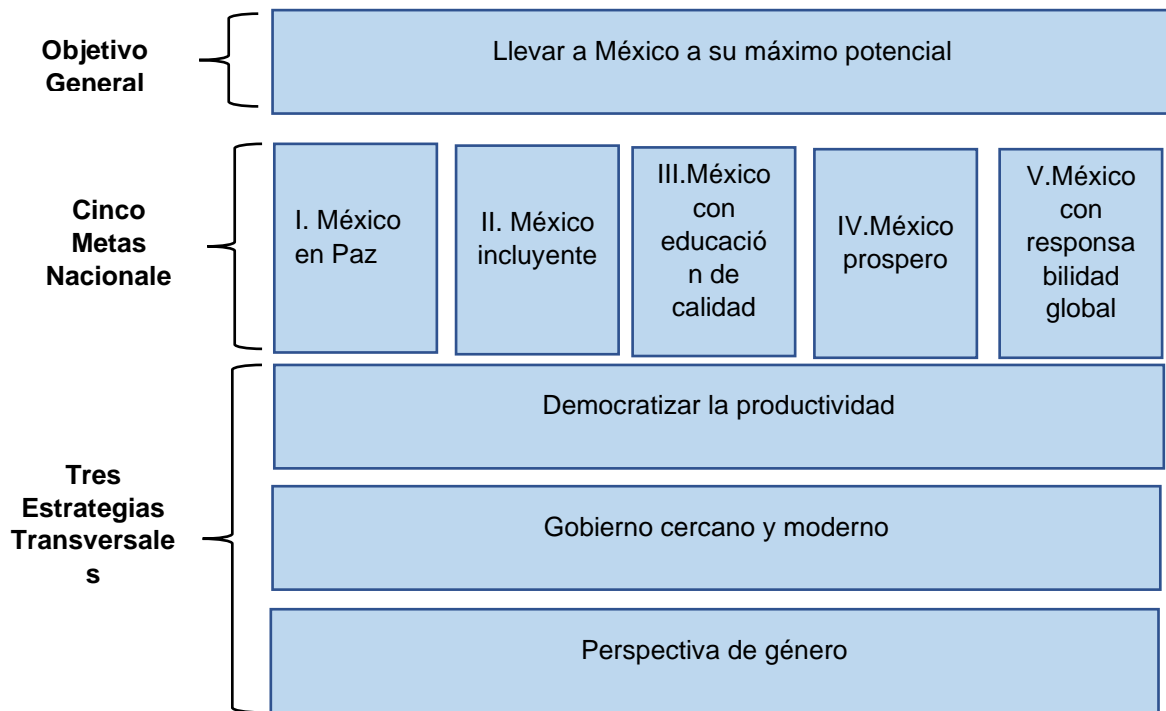 Objetivo
General
Llevar a México a su máximo potencial
Cinco
Metas
Nacionale
I. México
en Paz
II. México
incluyente
III.México
con
educació
n de
calidad
IV.México
prospero
V.México
con
responsa
bilidad
global
Tres
Estrategias
Transversale
s
Democratizar la productividad
Gobierno cercano y moderno
Perspectiva de género